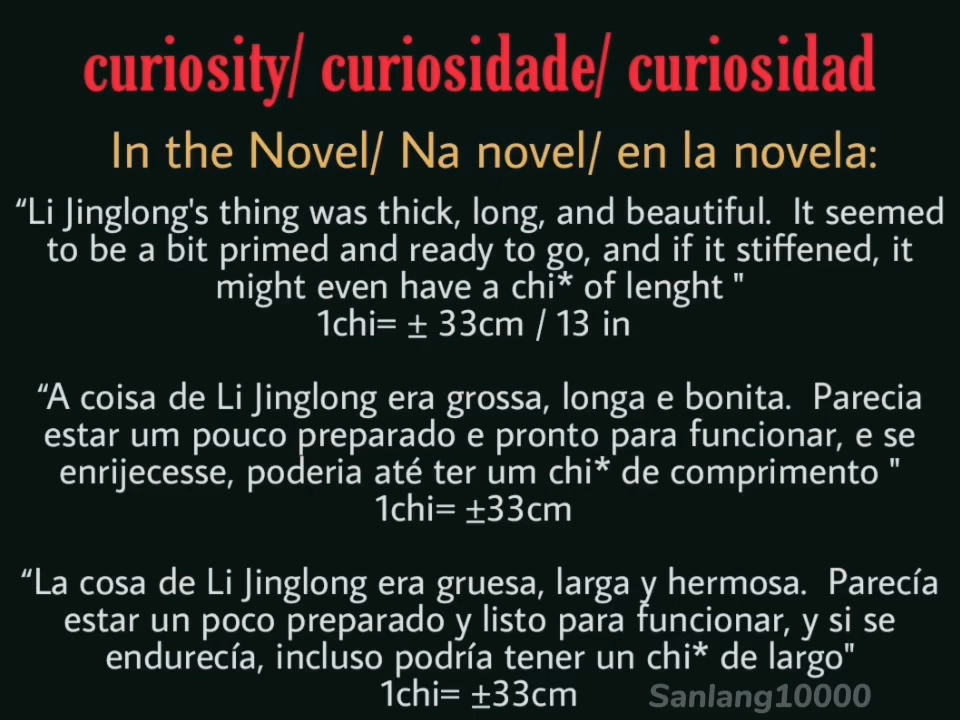 curiosity/ curiosidade/ curiosidad
In the Novel/ Na novel/ en la novela:
“Li Jinglong's thing was thick, long, and beautiful. It seemed
to be a bit primed and ready to go, and if it stiffened, it
might even have a chi* of lenght "
1chi= ± 33cm / 13 in
“A coisa de Li Jinglong era grossa, longa e bonita. Parecia
estar um pouco preparado e pronto para funcionar, e se
enrijecesse, poderia até ter um chi* de comprimento "
1chi= ±33cm
“La cosa de Li Jinglong era gruesa, larga y hermosa. Parecía
estar un poco preparado y listo para funcionar, y si se
endurecía, incluso podría tener un chi* de largo"
1chi= ±33cm
Sanlang10000